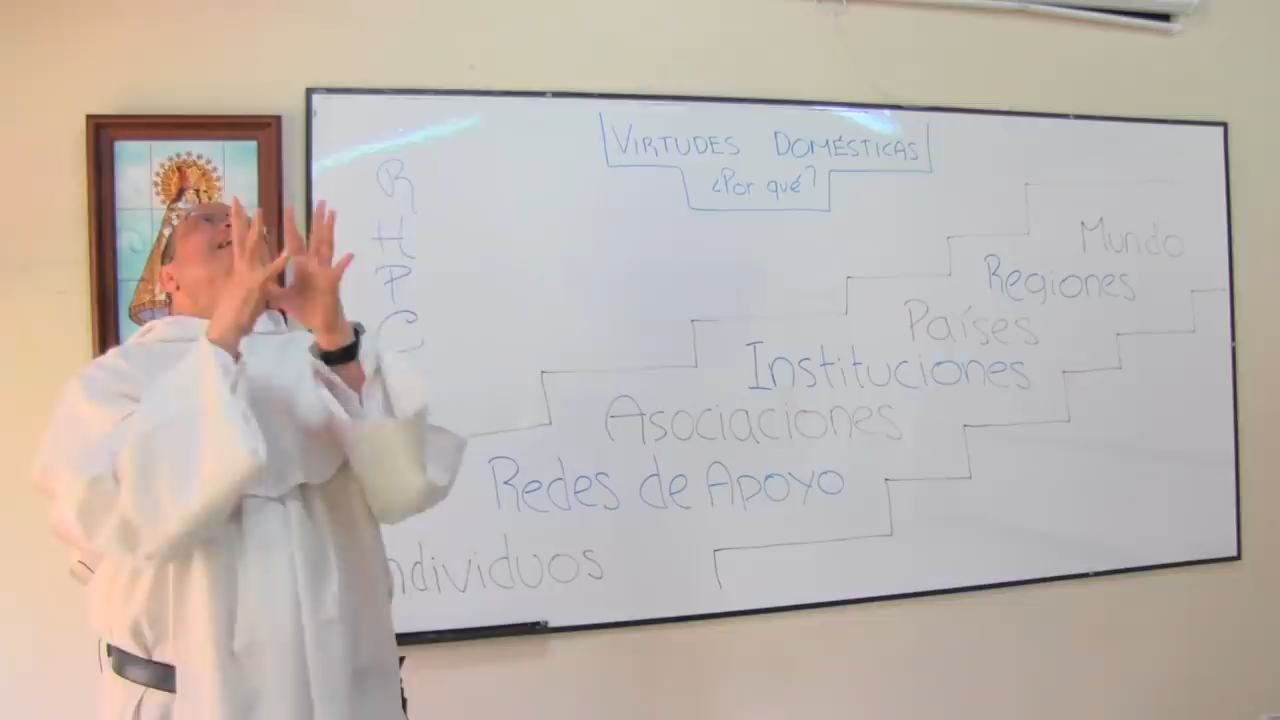 VIRTUDES DOMÉSTICAS
¿Por qué?
R
H
P
C
Mundo
Regiones
Países
Instituciones
Asociaciones
Redes de Apoyo
ndividuos